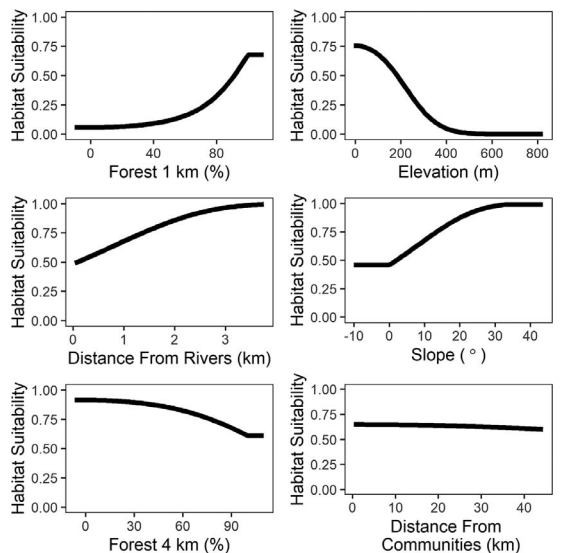 Habitat Suitability
1.00
0.75
0.50
0.25
0.00
0 40 80
Forest 1 km (%)
Habitat Suitability
1.00
0.75
0.50
0.25
0.00
0 200 400 600 800
Elevation (m)
Habitat Suitability
1.00
0.75
0.50
0.25
0.00
0 1 2 3
Distance From Rivers (km)
Habitat Suitability
1.00
0.75
0.50
0.25
0.00
-10 0 10 20 30 40
Slope ( ° )
Habitat Suitability
1.00
0.75
0.50
0.25
0.00
0 30 60 90
Forest 4 km (%)
Habitat Suitability
1.00
0.75
0.50
0.25
0.00
0 10 20 30 40
Distance From
Communities (km)